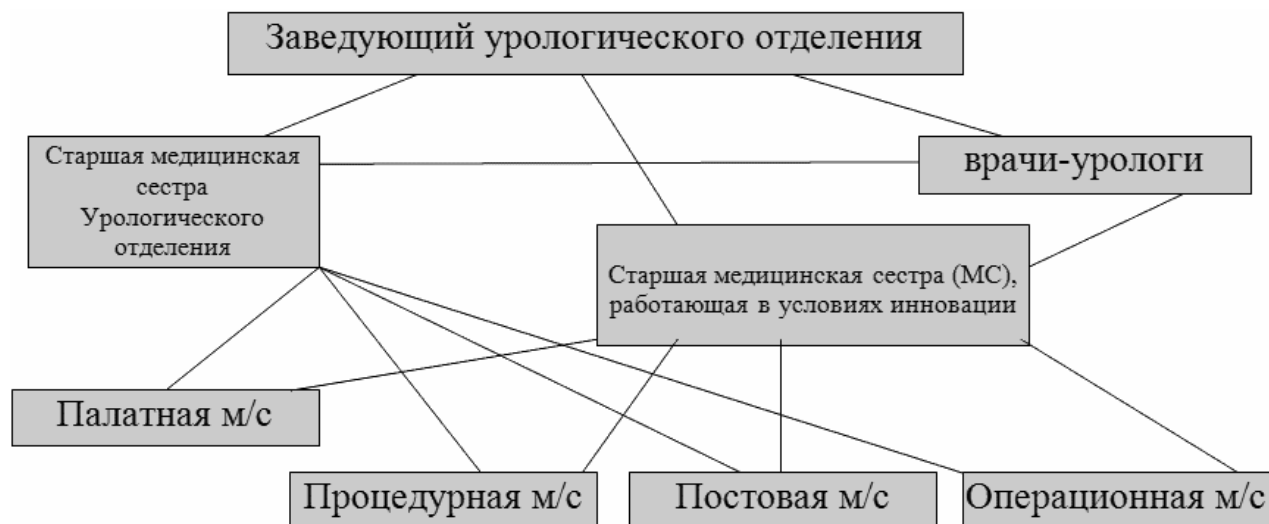 Заведующий урологического отделения
Старшая медицинская
сестра
Урологического
отделения
врачи-урологи
Старшая медицинская сестра (МС),
работающая в условиях инновации
Палатная м/с
Процедурная м/с
Постовая м/с
Операционная м/с